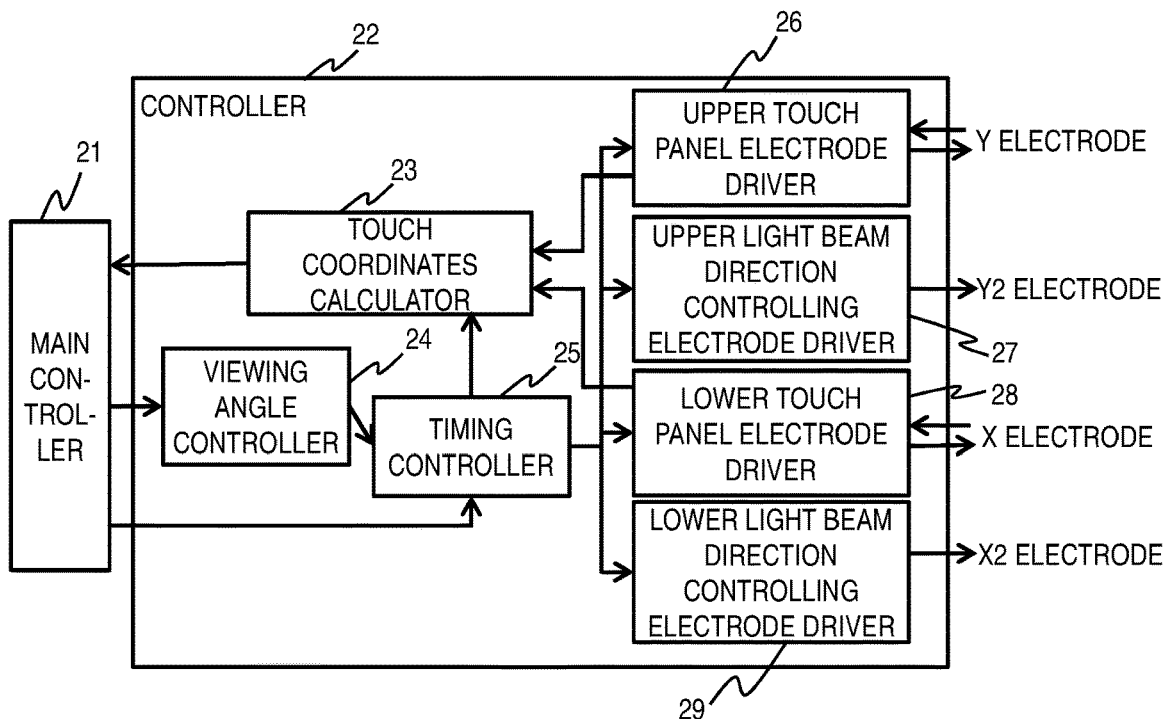 22
26
CONTROLLER
UPPER TOUCH
PANEL ELECTRODE
DRIVER
Y ELECTRODE
21
23
TOUCH
COORDINATES
CALCULATOR
UPPER LIGHT BEAM
DIRECTION
CONTROLLING
ELECTRODE DRIVER
Y2 ELECTRODE
27
MAIN
CON-
TROL-
LER
24
VIEWING
ANGLE
CONTROLLER
25
TIMING
CONTROLLER
28
LOWER TOUCH
PANEL ELECTRODE
DRIVER
X ELECTRODE
LOWER LIGHT BEAM
DIRECTION
CONTROLLING
ELECTRODE DRIVER
X2 ELECTRODE
29